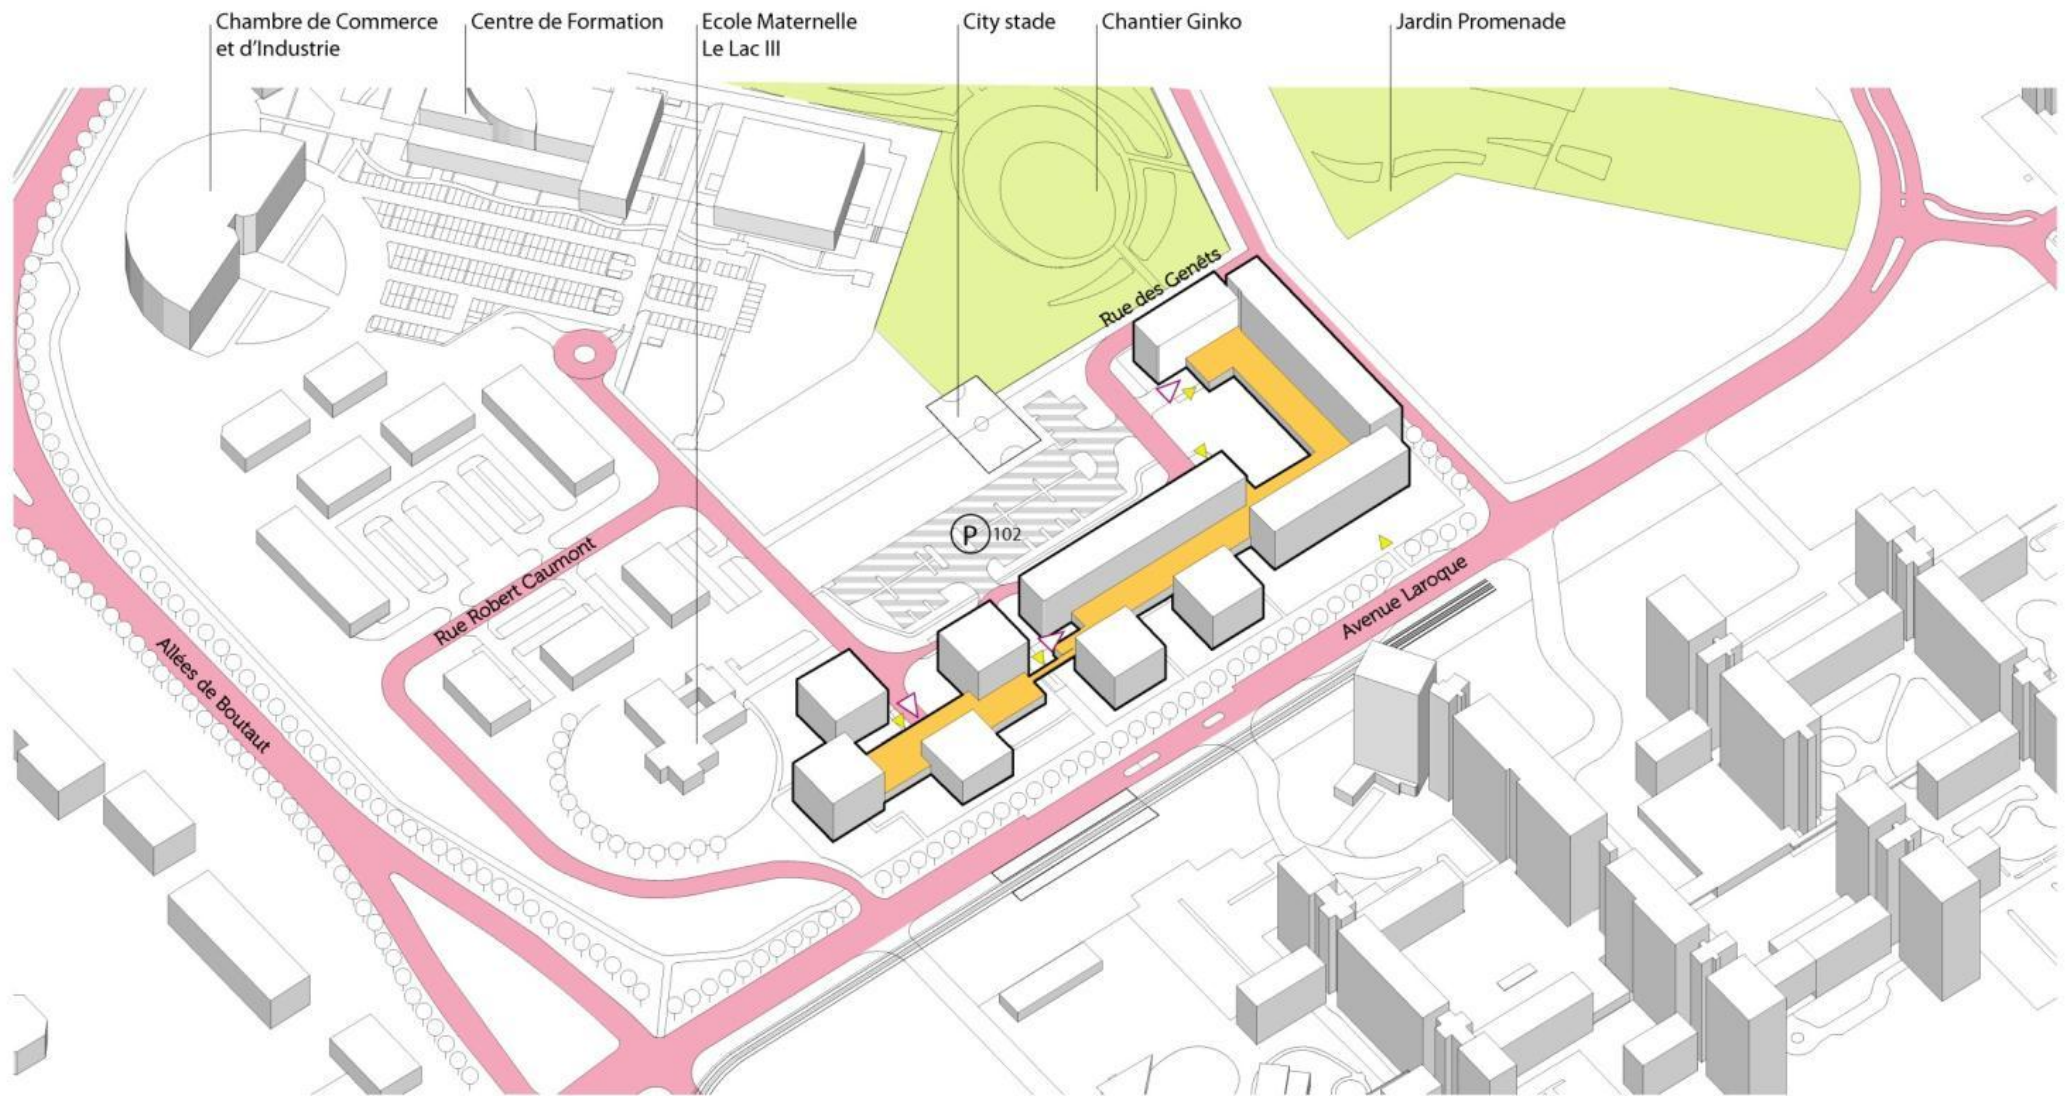 Chambre de Commerce
et d'Industrie
Centre de Formation
Ecole Maternelle
Le Lac III
City stade
Chantier Ginko
Jardin Promenade
Rue des Genêts
P 102
Rue Robert Caumont
Avenue Laroque
Allées de Boutaut